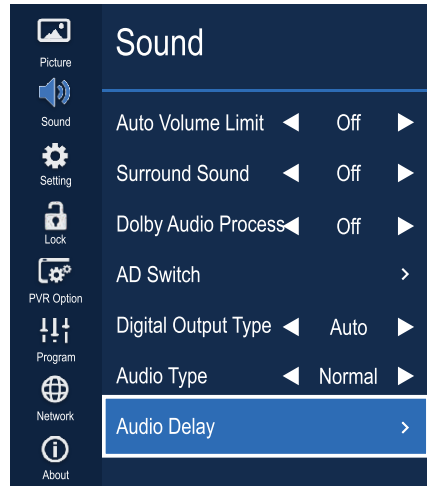 Picture
Sound
Setting
Lock
PVR Option
Program
Network
About
Sound
Auto Volume Limit Off
Surround Sound Off
Dolby Audio Process Off
AD Switch
Digital Output Type Auto
Audio Type Normal
Audio Delay